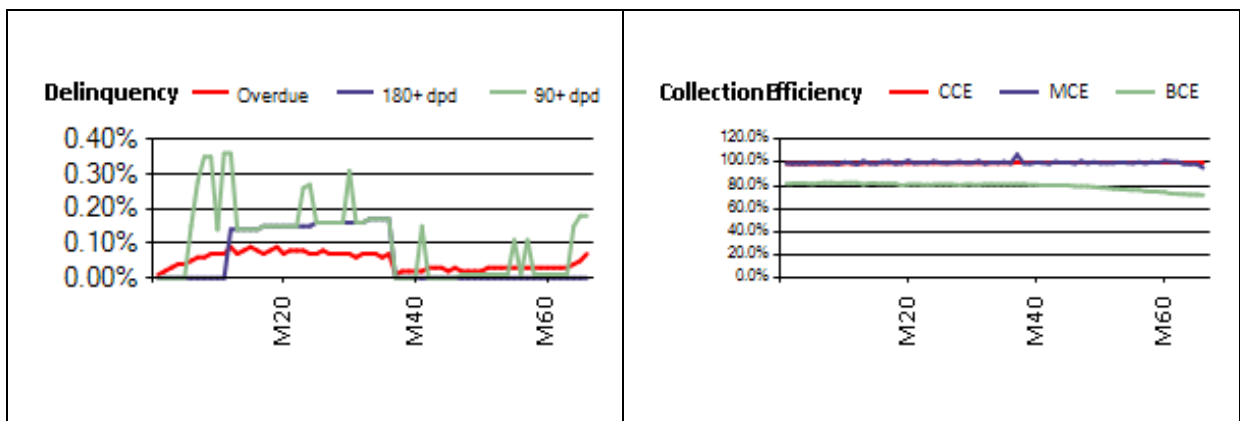 Delinquency Overdue 180+ dpd 90+ dpd
0.40%
0.30%
0.20%
0.10%
0.00%
M20
M40
M60
Collection Efficiency CCE MCE BCE
120.0%
100.0%
80.0%
60.0%
40.0%
20.0%
0.0%
M20
M40
M60